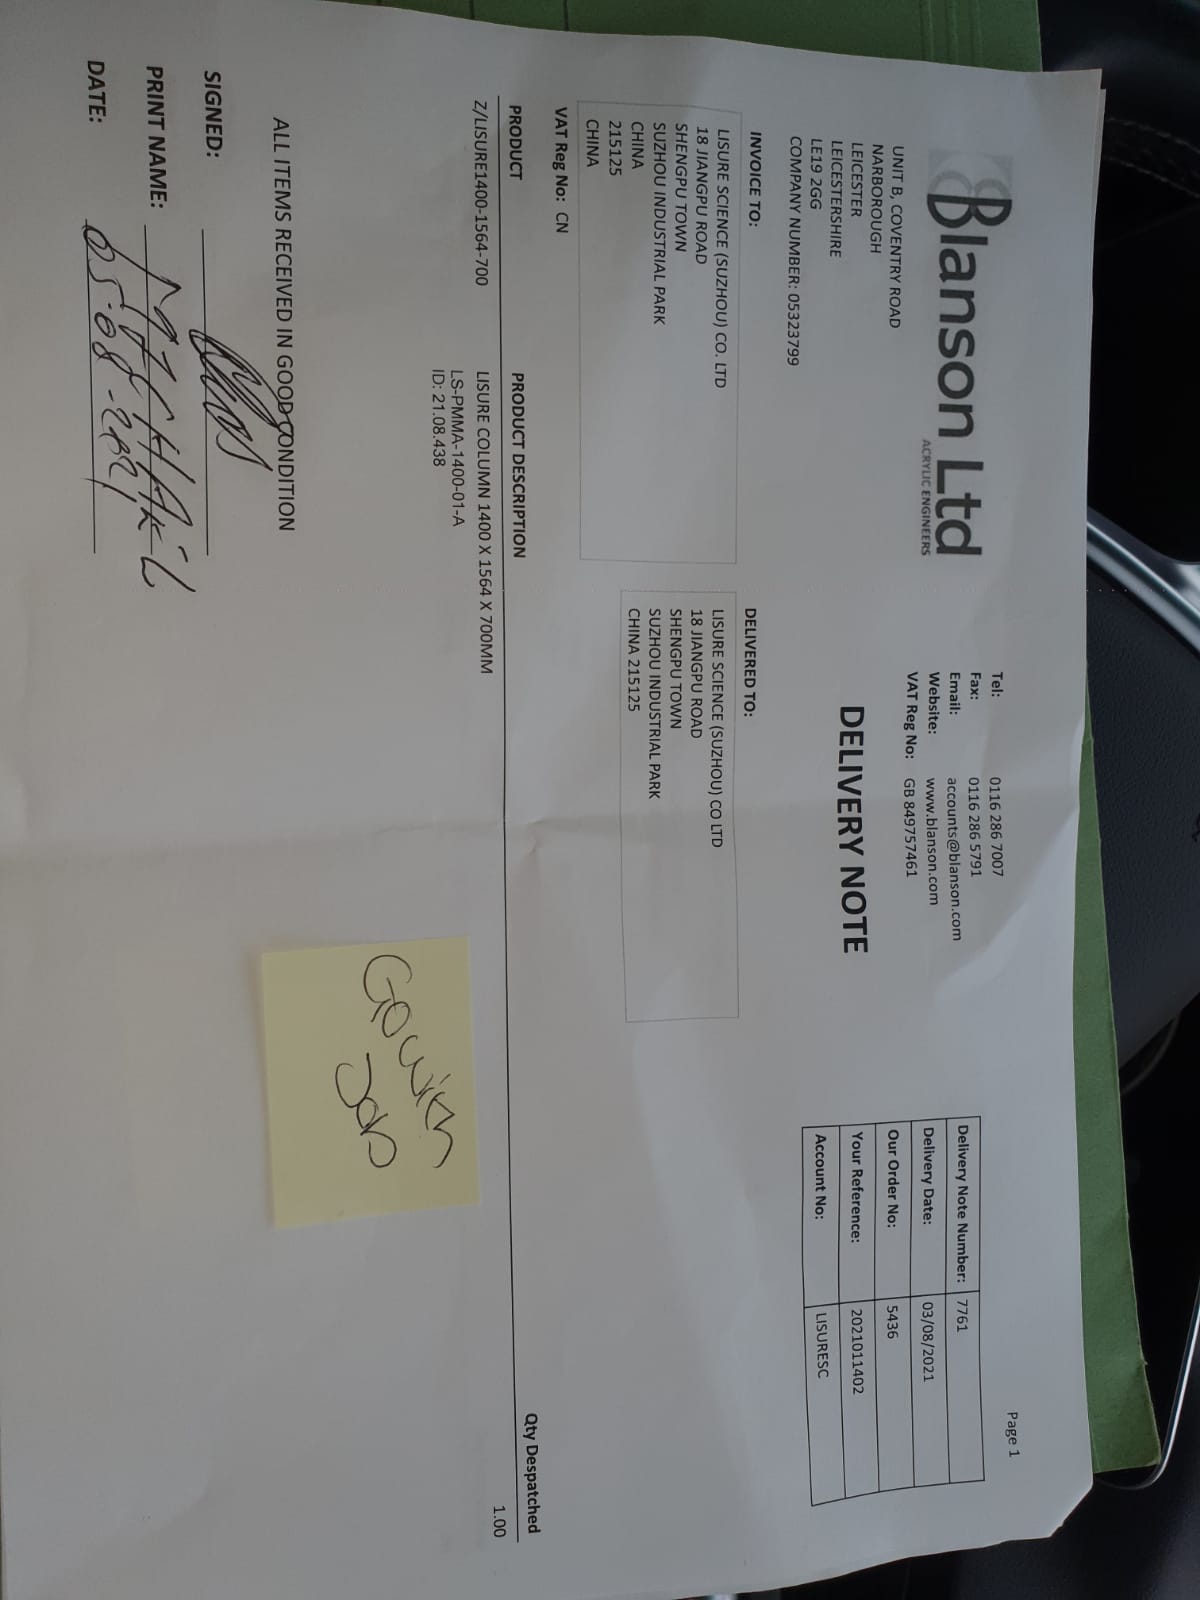 Blanson Ltd
ACRYLIC ENGINEERS
UNIT B, COVENTRY ROAD
NARBOROUGH
LEICESTER
LEICESTERSHIRE
LE19 2GG
COMPANY NUMBER: 05323799
Tel: 0116 286 7007
Fax: 0116 286 5791
Email: accounts@blanson.com
Website: www.blanson.com
VAT Reg No: GB 849757461
DELIVERY NOTE
Page 1
Delivery Note Number: 7761
Delivery Date: 03/08/2021
Our Order No: 5436
Your Reference: 2021011402
Account No: LISURESC
INVOICE TO:
LISURE SCIENCE (SUZHOU) CO. LTD
18 JIANGPU ROAD
SHENGPU TOWN
SUZHOU INDUSTRIAL PARK
CHINA
215125
CHINA
DELIVERED TO:
LISURE SCIENCE (SUZHOU) CO LTD
18 JIANGPU ROAD
SHENGPU TOWN
SUZHOU INDUSTRIAL PARK
CHINA 215125
VAT Reg No: CN
PRODUCT PRODUCT DESCRIPTION Qty Despatched
Z/LISURE1400-1564-700 LISURE COLUMN 1400 X 1564 X 700MM 1.00
LS-PMMA-1400-01-A
ID: 21.08.438
ALL ITEMS RECEIVED IN GOOD CONDITION
SIGNED:
PRINT NAME: MICHAIL
DATE: 05-08-2021